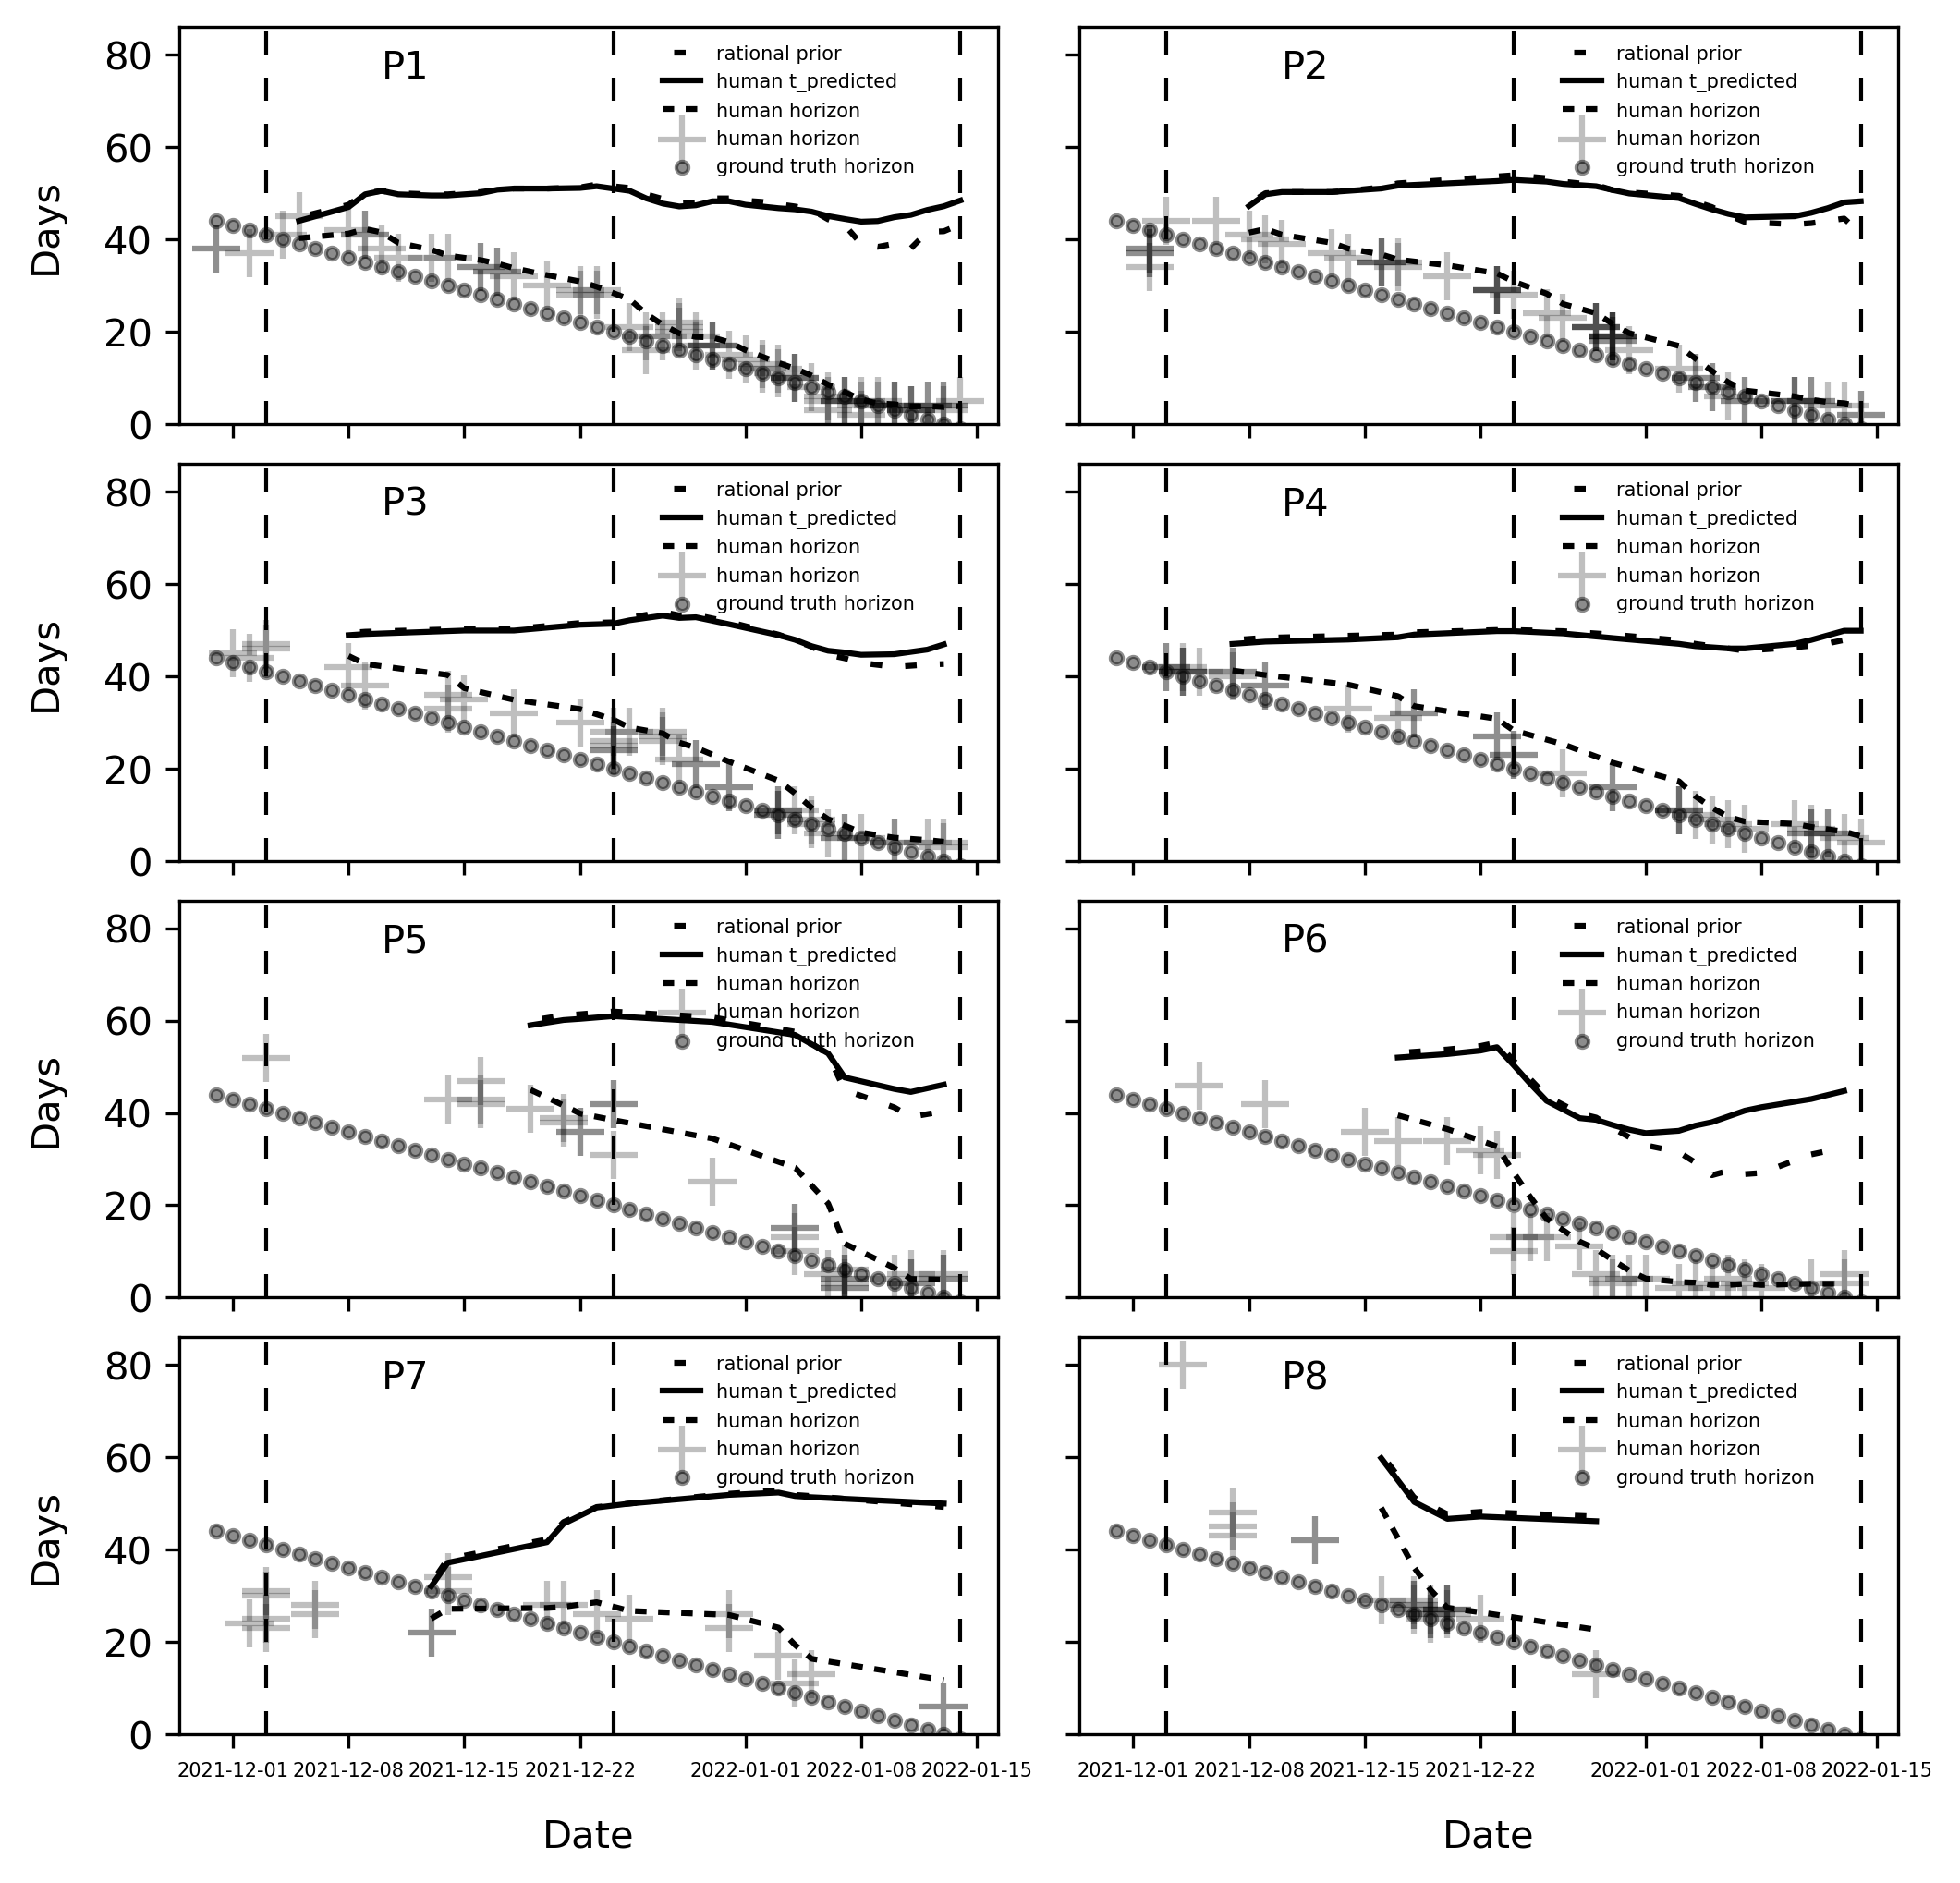 P1
80
60
40
20
0
Days
rational prior
human t_predicted
human horizon
human horizon
ground truth horizon
P2
rational prior
human t_predicted
human horizon
human horizon
ground truth horizon
P3
80
60
40
20
0
Days
rational prior
human t_predicted
human horizon
human horizon
ground truth horizon
P4
rational prior
human t_predicted
human horizon
human horizon
ground truth horizon
P5
80
60
40
20
0
Days
rational prior
human t_predicted
human horizon
human horizon
ground truth horizon
P6
rational prior
human t_predicted
human horizon
human horizon
ground truth horizon
P7
80
60
40
20
0
Days
rational prior
human t_predicted
human horizon
human horizon
ground truth horizon
P8
rational prior
human t_predicted
human horizon
human horizon
ground truth horizon
2021-12-01 2021-12-08 2021-12-15 2021-12-22 2022-01-01 2022-01-08 2022-01-15
Date
2021-12-01 2021-12-08 2021-12-15 2021-12-22 2022-01-01 2022-01-08 2022-01-15
Date